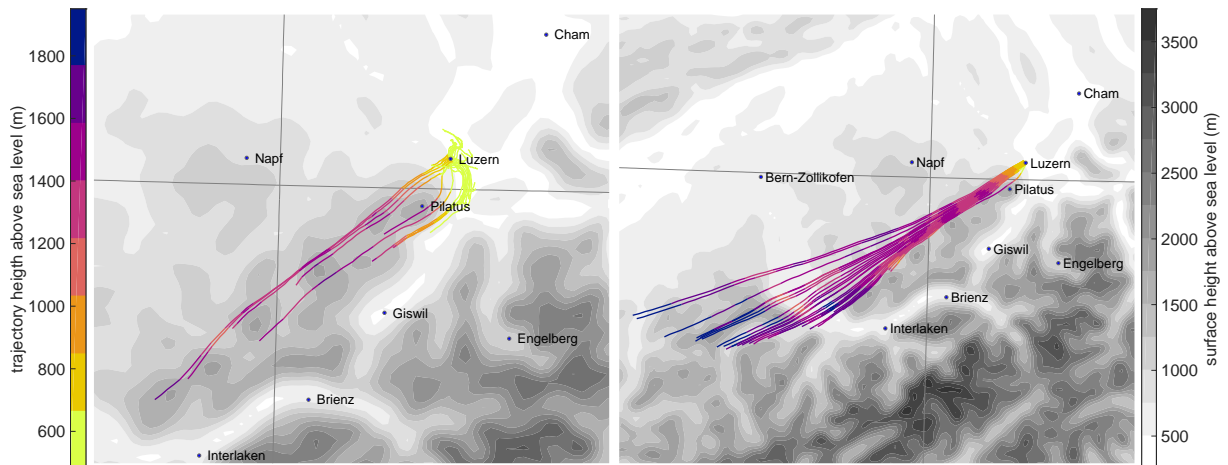 trajectory heigth above sea level (m)
1800
1600
1400
1200
1000
800
600
Cham
Napf
Luzern
Pilatus
Giswil
Engelberg
Brienz
Interlaken
Cham
Napf
Luzern
Bern-Zollikofen
Pilatus
Giswil
Engelberg
Brienz
Interlaken
3500
3000
2500
2000
1500
1000
500
surface height above sea level (m)